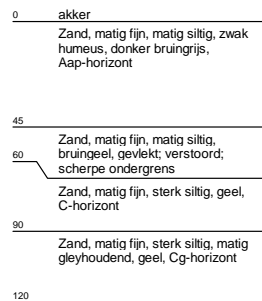 0 akker
Zand, matig fijn, matig siltig, zwak
humeus, donker bruingrijs,
Aap-horizont
45
Zand, matig fijn, matig siltig,
bruingeel, gevlekt; verstoord;
60 scherpe ondergrens
Zand, matig fijn, sterk siltig, geel,
C-horizont
90
Zand, matig fijn, sterk siltig, matig
gleyhoudend, geel, Cg-horizont
120